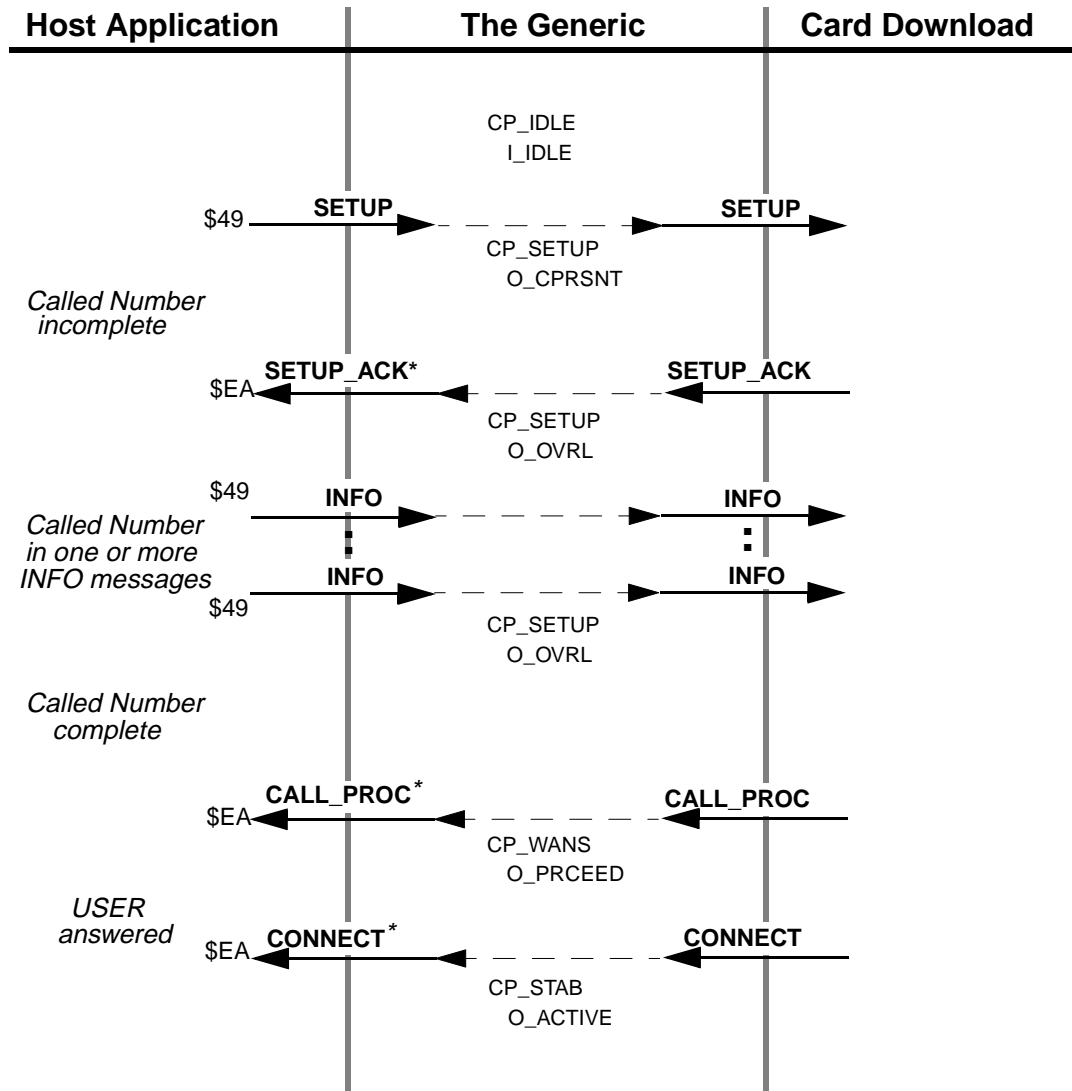 Host Application
The Generic
Card Download
CP_IDLE
I_IDLE
$49
SETUP
SETUP
CP_SETUP
O_CPRSNT
Called Number
incomplete
$EA
SETUP_ACK*
SETUP_ACK
CP_SETUP
O_OVRL
$49
INFO
INFO
Called Number
in one or more
INFO messages
$49
INFO
INFO
CP_SETUP
O_OVRL
Called Number
complete
$EA
CALL_PROC*
CALL_PROC
CP_WANS
O_PRCEED
USER
answered
$EA
CONNECT*
CONNECT
CP_STAB
O_ACTIVE